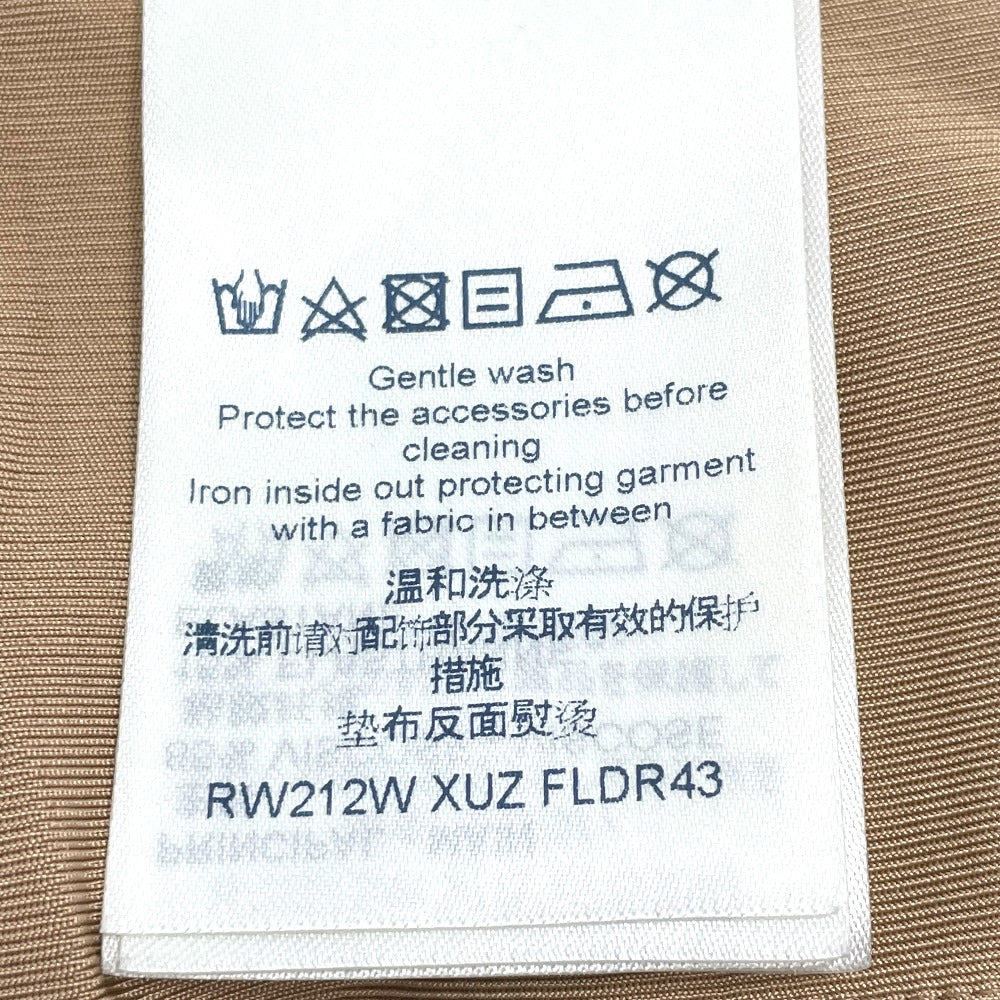 Gentle wash
Protect the accessories before
cleaning
Iron inside out protecting garment
with a fabric in between
温和洗涤
清洗前请对配饰部分采取有效的保护
措施
垫布反面熨烫
RW212W XUZ FLDR43